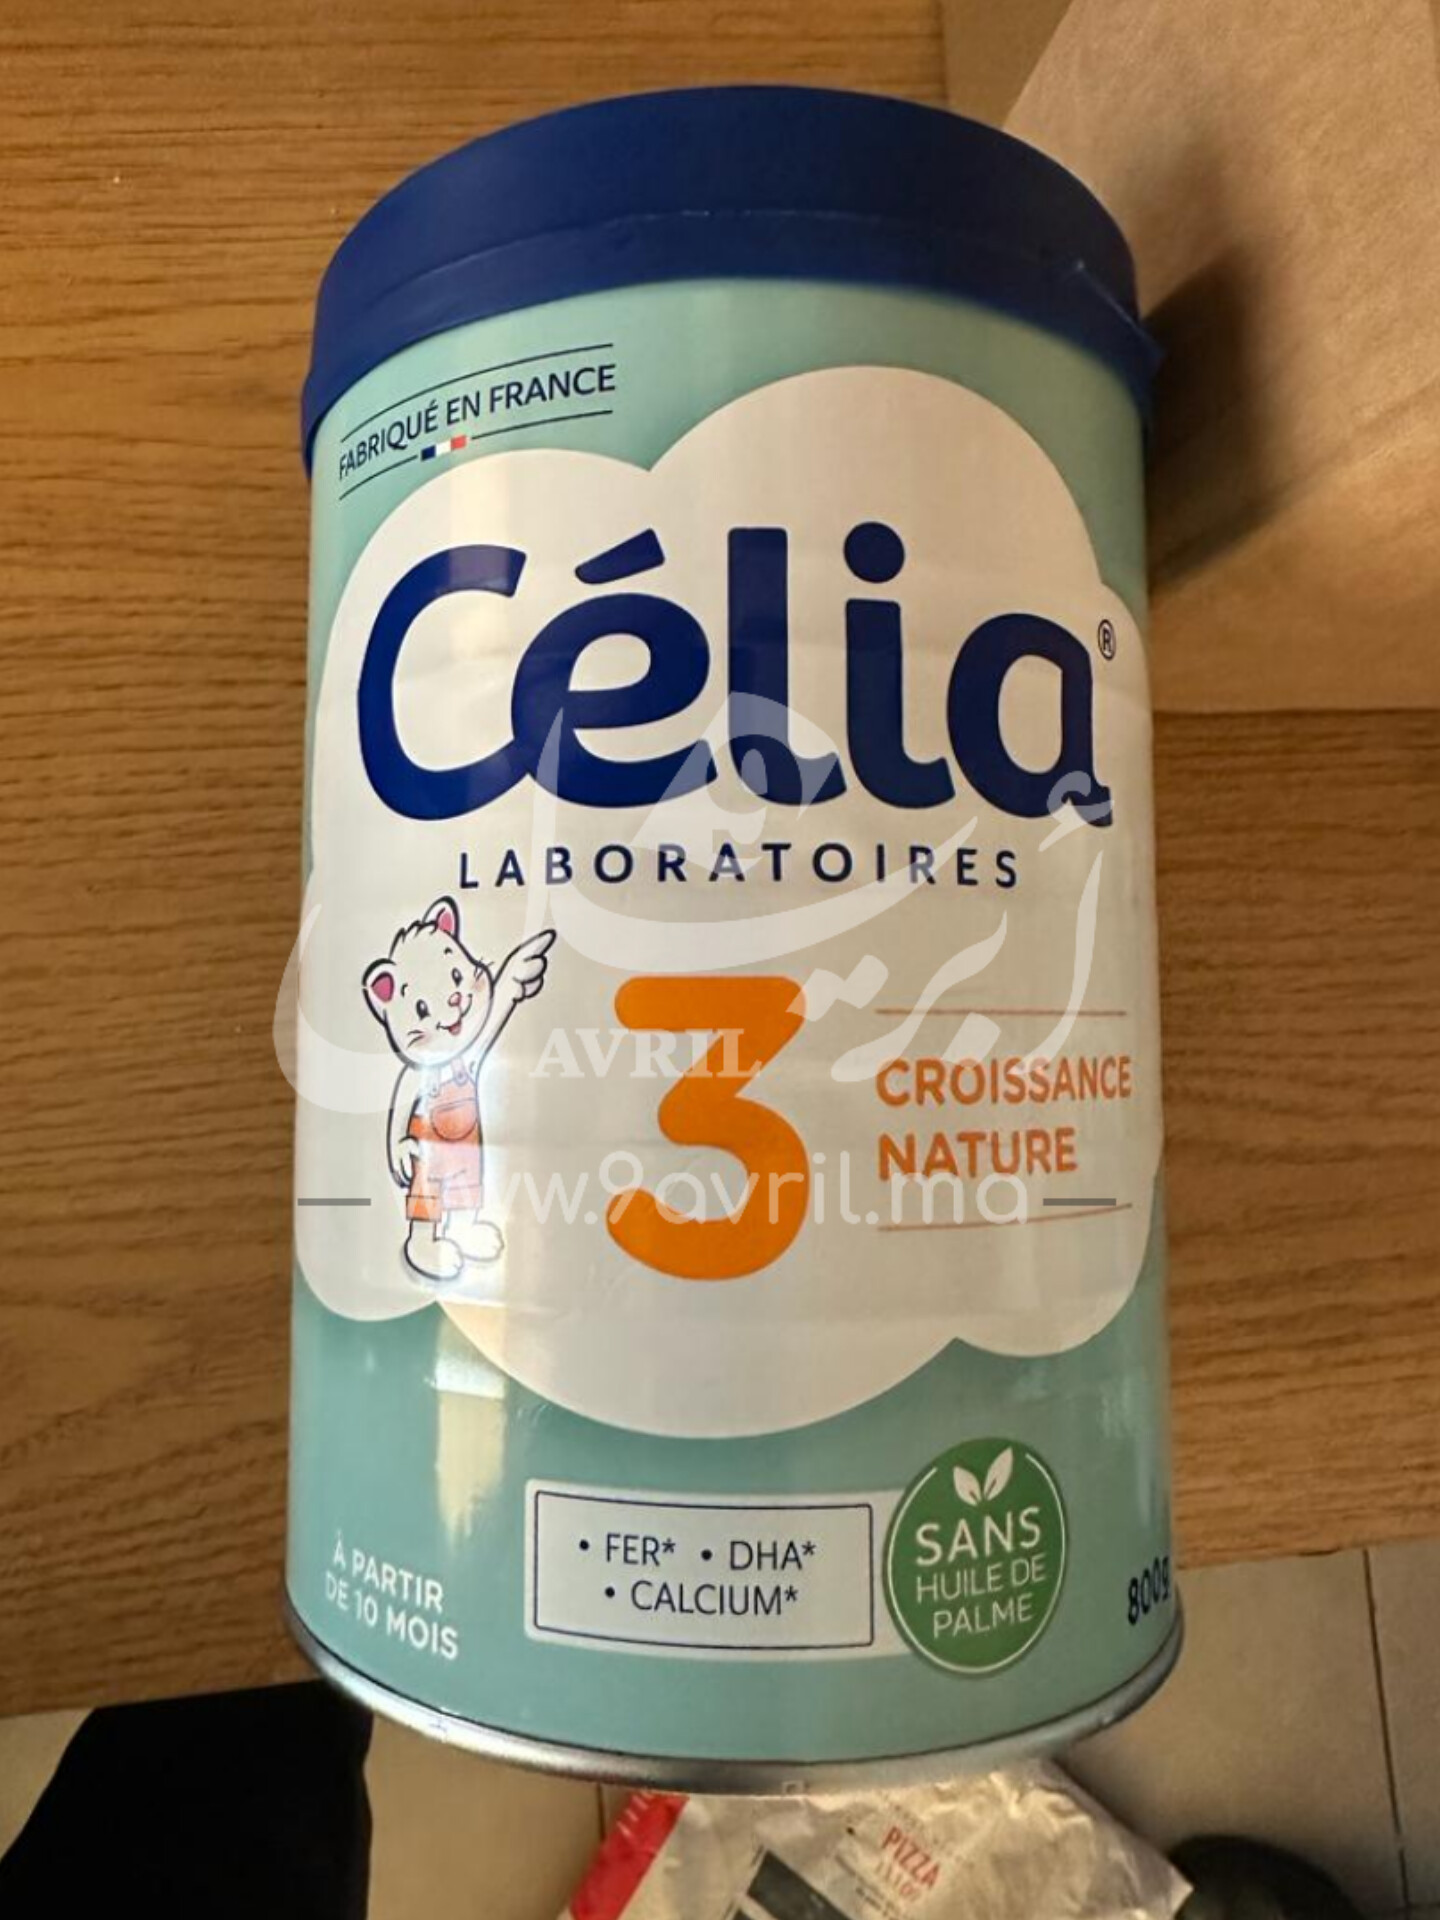 FABRIQUÉ EN FRANCE
Célia®
LABORATOIRES
أبريل
AVRIL
3
CROISSANCE
NATURE
www.9avril.ma
À PARTIR
DE 10 MOIS
• FER* • DHA*
• CALCIUM*
SANS
HUILE DE
PALME
800g
PIZZA